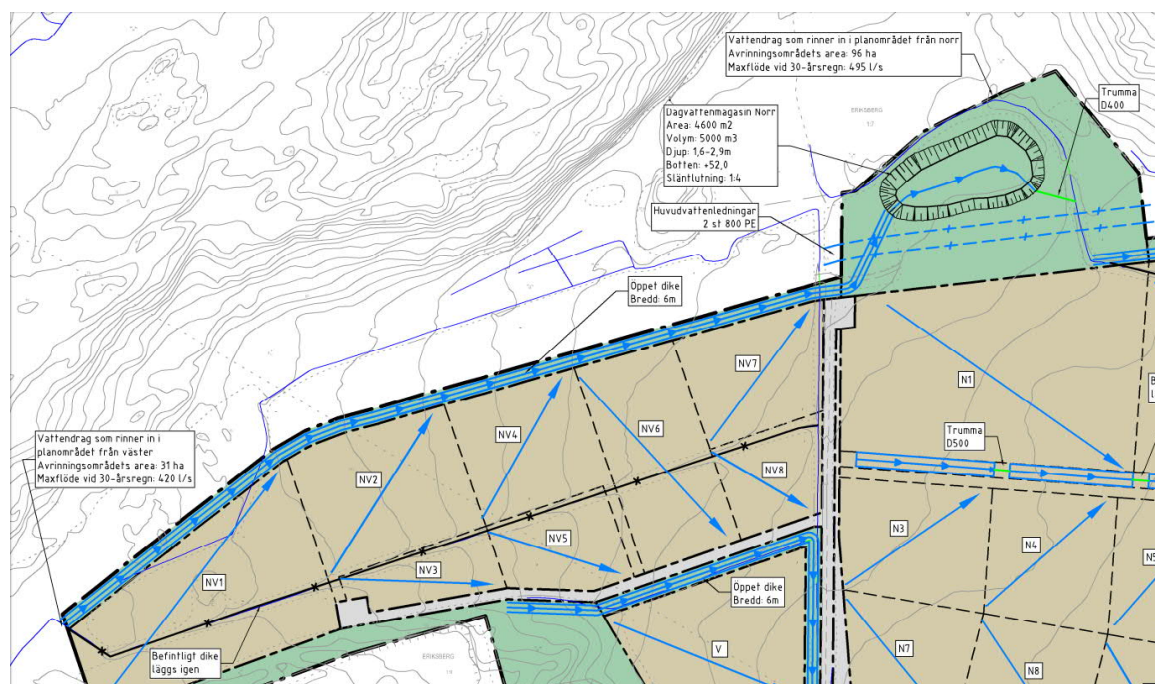 Vattendrag som rinner in i planområdet från norr
Avrinningsområdets area: 96 ha
Maxflöde vid 30-årsregn: 495 l/s
Trumma
D400
ERIKSBERG
Dagvattenmagasin Norr
Area: 4600 m2
Volym: 5000 m3
Djup: 1,6-2,9m
Botten: +52,0
Släntlutning: 1:4
Huvudvattenledningar
2 st 800 PE
Öppet dike
Bredd: 6m
NV7
N1
Vattendrag som rinner in i
planområdet från väster
Avrinningsområdets area: 31 ha
Maxflöde vid 30-årsregn: 420 l/s
NV4
NV6
Trumma
D500
NV2
NV8
N3
NV5
N4
NV1
NV3
N5
Öppet dike
Bredd: 6m
Befintligt dike
läggs igen
ERIKSBERG
V
N7
N8